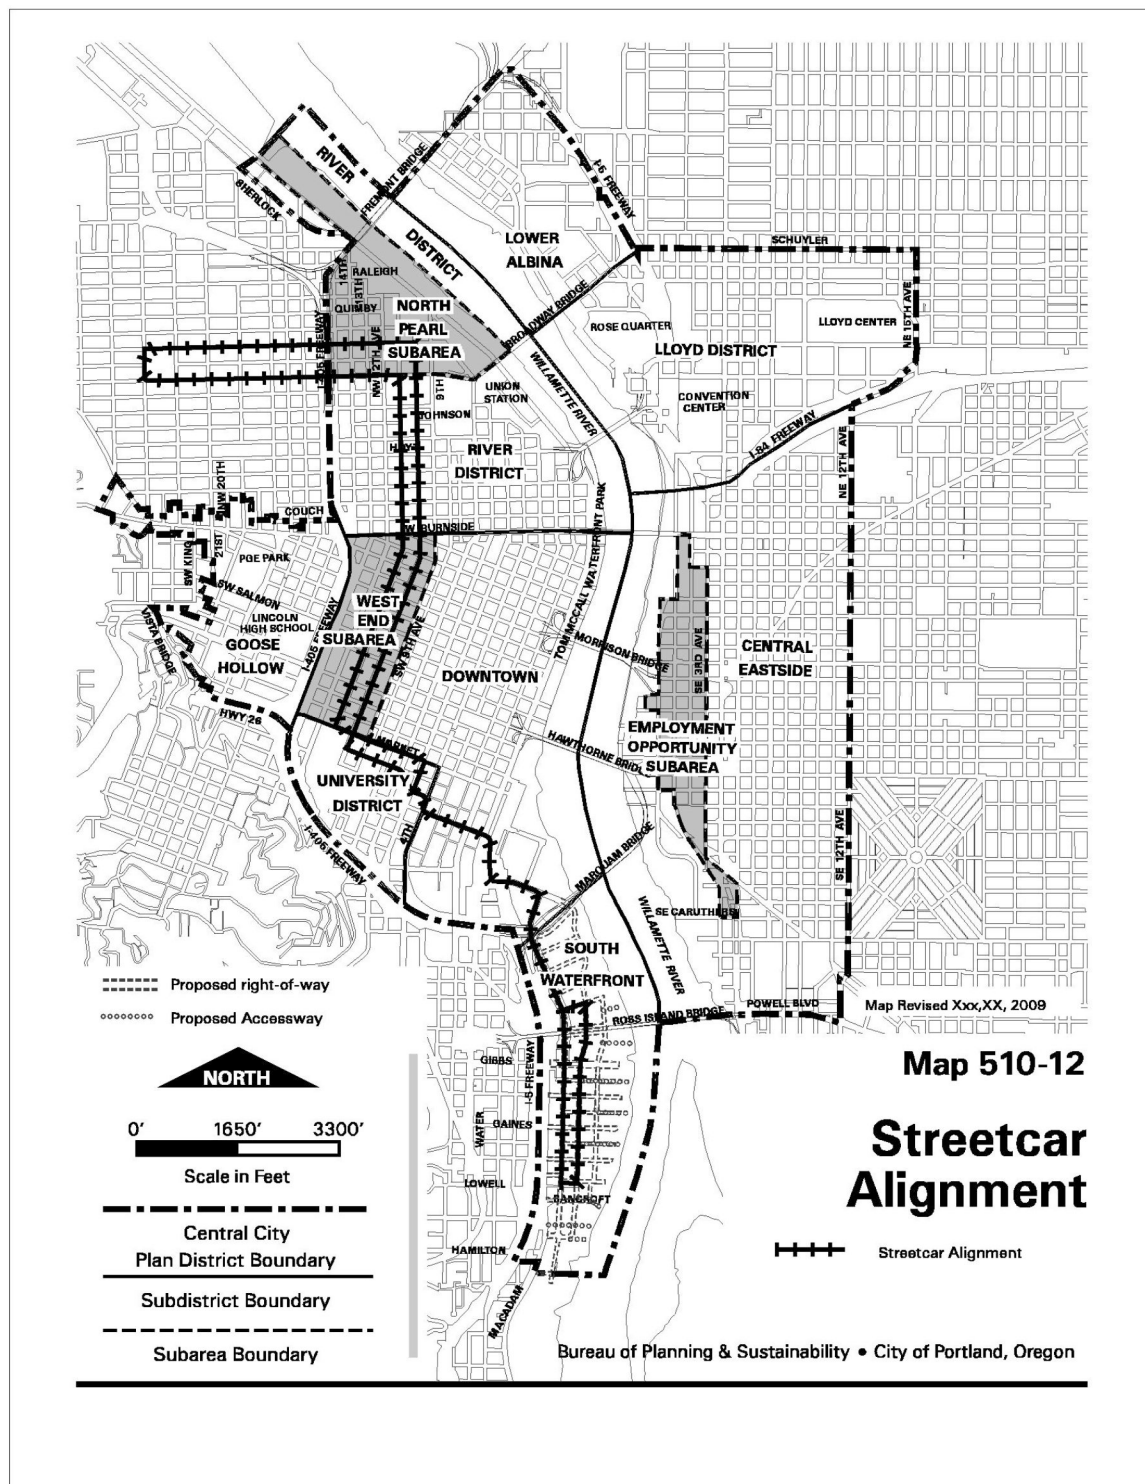 RIVER
DISTRICT
SHERLOCK
FREMONT BRIDGE
I-5 FREEWAY
LOWER
ALBINA
SCHUYLER
14TH
RALEIGH
13TH
QUIMBY
NORTH
PEARL
SUBAREA
BROADWAY BRIDGE
ROSE QUARTER
LLOYD CENTER
NE 15TH AVE
LLOYD DISTRICT
I-405 FREEWAY
NW 12TH AVE
9TH
UNION
STATION
WILLAMETTE RIVER
CONVENTION
CENTER
JOHNSON
RIVER
DISTRICT
I-84 FREEWAY
NE 12TH AVE
NW 20TH
COUCH
W. BURNSIDE
21ST
PGE PARK
SW KING
SW SALMON
LINCOLN
HIGH SCHOOL
GOOSE
HOLLOW
VISTA BRIDGE
I-405 FREEWAY
WEST
END
SUBAREA
SW 9TH AVE
DOWNTOWN
TOM MCCALL WATERFRONT PARK
MORRISON BRIDGE
SE 3RD AVE
CENTRAL
EASTSIDE
HWY 26
MARKET
HAWTHORNE BRIDGE
EMPLOYMENT
OPPORTUNITY
SUBAREA
UNIVERSITY
DISTRICT
4TH
I-405 FREEWAY
MARQUAM BRIDGE
SE 12TH AVE
SE CARUTHERS
WILLAMETTE RIVER
SOUTH
WATERFRONT
ROSS ISLAND BRIDGE
POWELL BLVD
Map Revised Xxx,XX, 2009
Proposed right-of-way
Proposed Accessway
NORTH
0' 1650' 3300'
Scale in Feet
Central City
Plan District Boundary
Subdistrict Boundary
Subarea Boundary
GIBBS
I-5 FREEWAY
WATER
GAINES
LOWELL
BANCROFT
HAMILTON
MACADAM
Map 510-12
Streetcar
Alignment
Streetcar Alignment
Bureau of Planning & Sustainability • City of Portland, Oregon